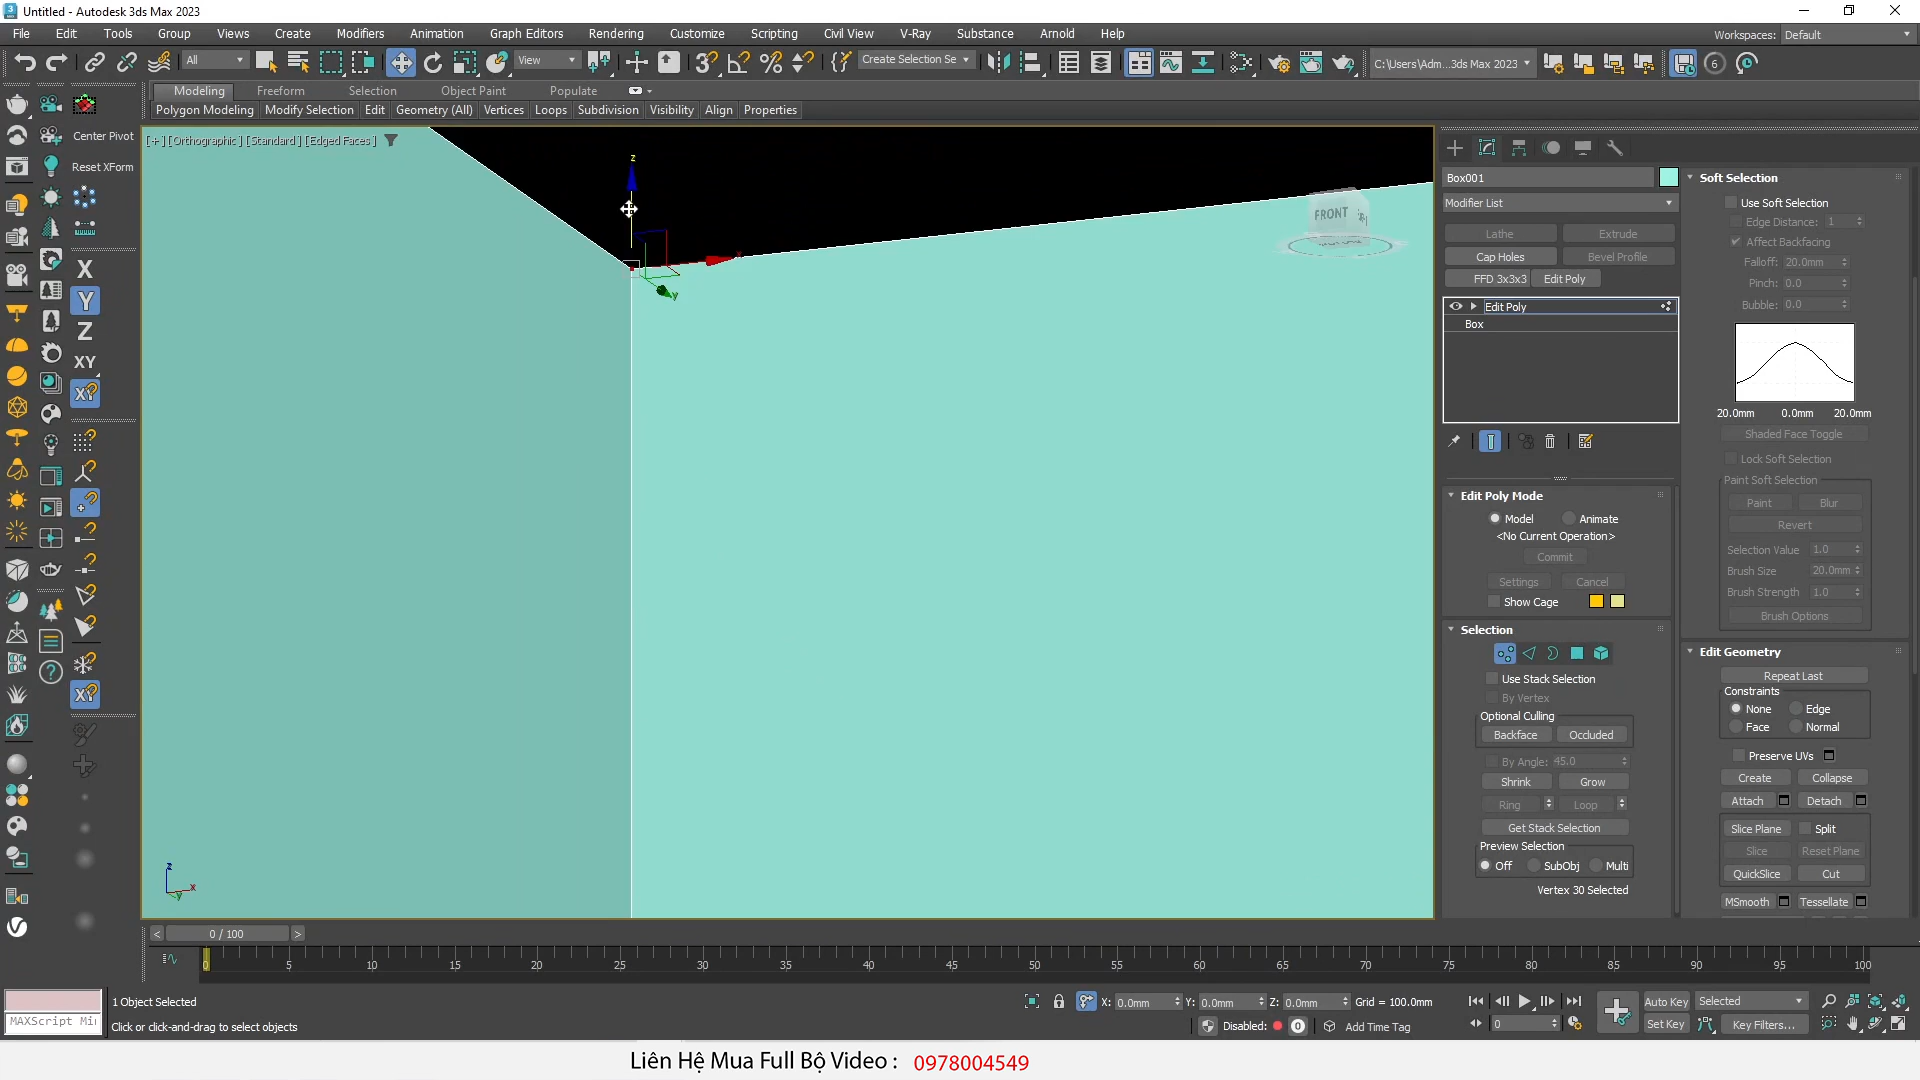 Untitled - Autodesk 3ds Max 2023
File Edit Tools Group Views Create Modifiers Animation Graph Editors Rendering Customize Scripting Civil View V-Ray Substance Arnold Help
Workspaces: Default
All View Create Selection Se C:\Users\Adm...3ds Max 2023 6
Modeling Freeform Selection Object Paint Populate
Polygon Modeling Modify Selection Edit Geometry (All) Vertices Loops Subdivision Visibility Align Properties
Center Pivot
Reset XForm
X
Y
Z
XY
[+] [Orthographic] [Standard] [Edged Faces]
z
y
FRONT
z
x
y
Box001
Modifier List
Lathe Extrude
Cap Holes Bevel Profile
FFD 3x3x3 Edit Poly
Edit Poly
Box
Edit Poly Mode
Model Animate
<No Current Operation>
Commit
Settings Cancel
Show Cage
Selection
Use Stack Selection
By Vertex
Optional Culling
Backface Occluded
By Angle: 45.0
Shrink Grow
Ring Loop
Get Stack Selection
Preview Selection
Off SubObj Multi
Vertex 30 Selected
Soft Selection
Use Soft Selection
Edge Distance: 1
Affect Backfacing
Falloff: 20.0mm
Pinch: 0.0
Bubble: 0.0
20.0mm 0.0mm 20.0mm
Shaded Face Toggle
Lock Soft Selection
Paint Soft Selection
Paint Blur
Revert
Selection Value 1.0
Brush Size 20.0mm
Brush Strength 1.0
Brush Options
Edit Geometry
Repeat Last
Constraints
None Edge
Face Normal
Preserve UVs
Create Collapse
Attach Detach
Slice Plane Split
Slice Reset Plane
QuickSlice Cut
MSmooth Tessellate
< 0 / 100 >
0 5 10 15 20 25 30 35 40 45 50 55 60 65 70 75 80 85 90 95 100
1 Object Selected
MAXScript Mi
Click or click-and-drag to select objects
X: 0.0mm Y: 0.0mm Z: 0.0mm Grid = 100.0mm
Disabled: 0 Add Time Tag
0
Auto Key Selected
Set Key Key Filters...
Liên Hệ Mua Full Bộ Video : 0978004549